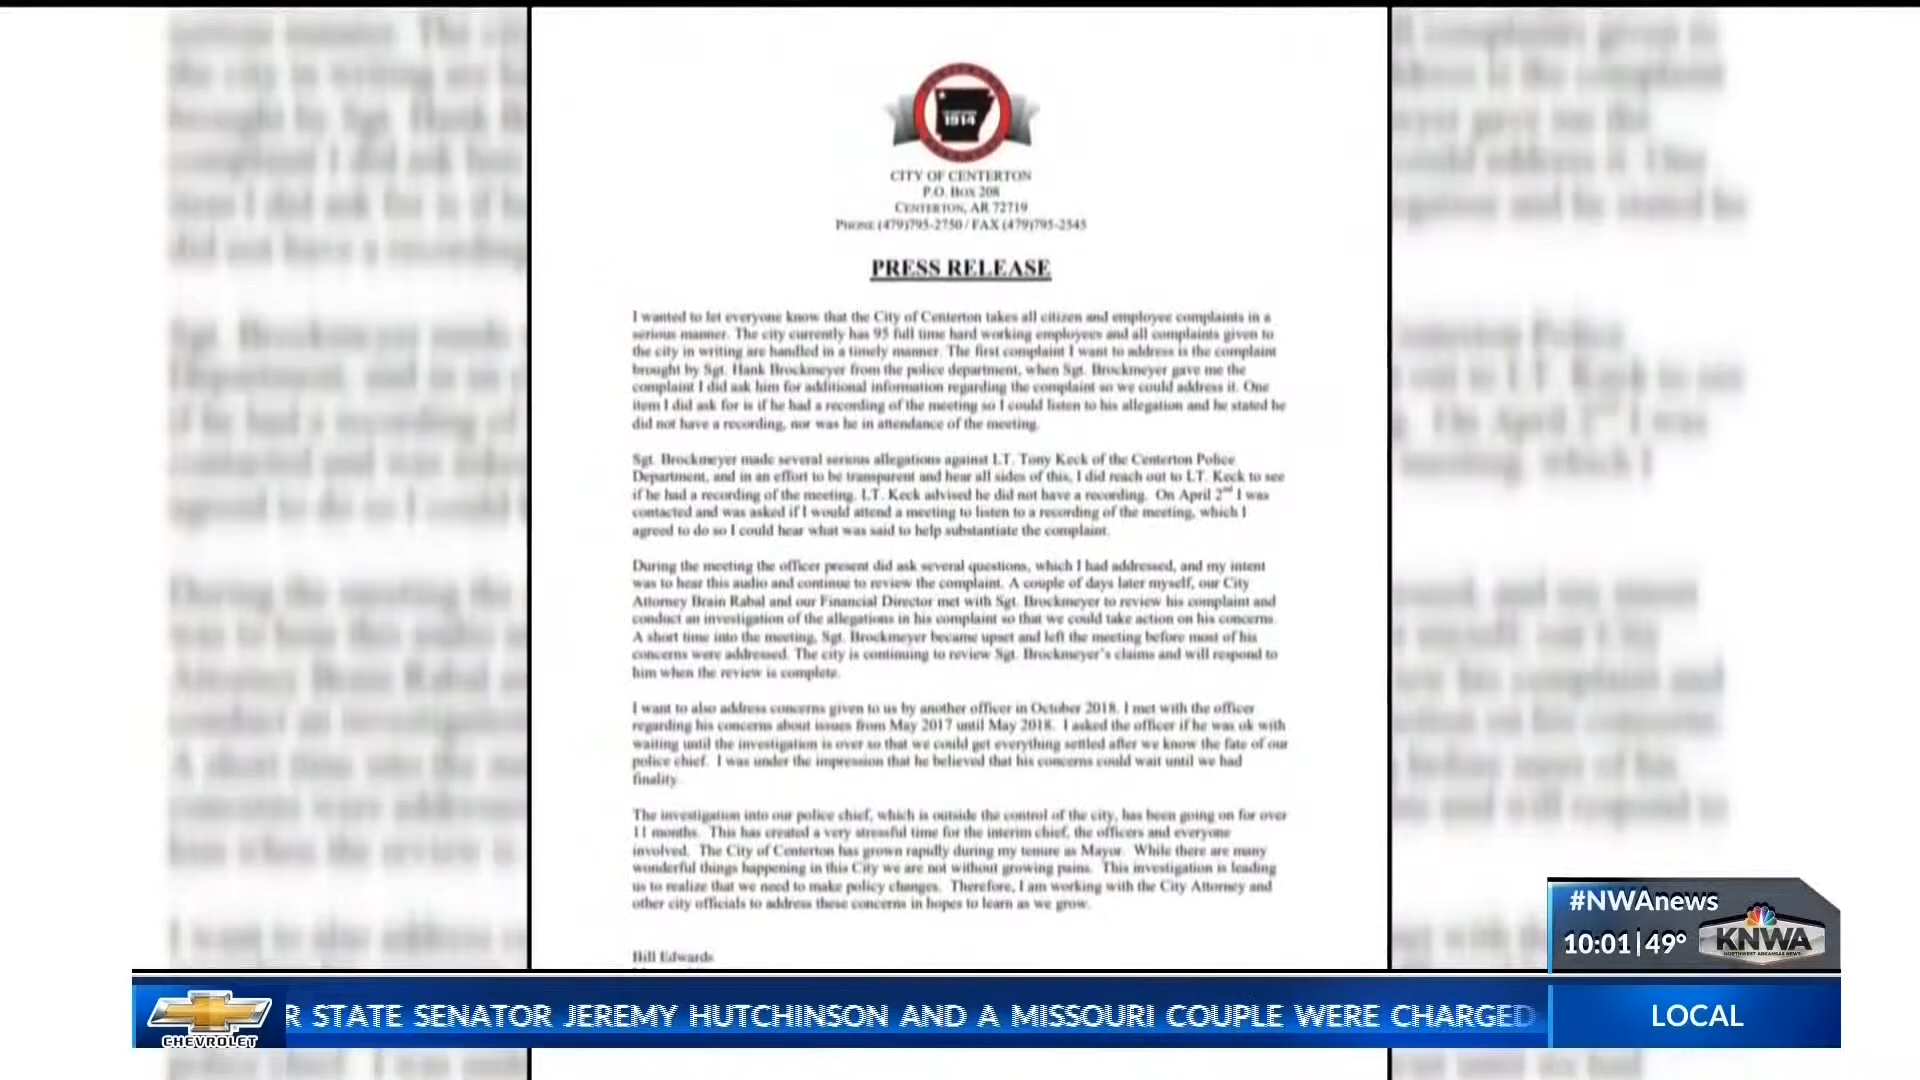 1914
CITY OF CENTERTON
P.O. BOX 208
CENTERTON, AR 72719
PHONE (479)795-2750 / FAX (479)795-2545
PRESS RELEASE
I wanted to let everyone know that the City of Centerton takes all citizen and employee complaints in a
serious manner. The city currently has 95 full time hard working employees and all complaints given to
the city in writing are handled in a timely manner. The first complaint I want to address is the complaint
brought by Sgt. Hank Brockmeyer from the police department, when Sgt. Brockmeyer gave me the
complaint I did ask him for additional information regarding the complaint so we could address it. One
item I did ask for is if he had a recording of the meeting so I could listen to his allegation and he stated he
did not have a recording, nor was he in attendance of the meeting.
Sgt. Brockmeyer made several serious allegations against LT. Tony Keck of the Centerton Police
Department, and in an effort to be transparent and hear all sides of this, I did reach out to LT. Keck to see
if he had a recording of the meeting. LT. Keck advised he did not have a recording. On April 2nd I was
contacted and was asked if I would attend a meeting to listen to a recording of the meeting, which I
agreed to do so I could hear what was said to help substantiate the complaint.
During the meeting the officer present did ask several questions, which I had addressed, and my intent
was to hear this audio and continue to review the complaint. A couple of days later myself, our City
Attorney Brain Rabal and our Financial Director met with Sgt. Brockmeyer to review his complaint and
conduct an investigation of the allegations in his complaint so that we could take action on his concerns.
A short time into the meeting, Sgt. Brockmeyer became upset and left the meeting before most of his
concerns were addressed. The city is continuing to review Sgt. Brockmeyer's claims and will respond to
him when the review is complete.
I want to also address concerns given to us by another officer in October 2018. I met with the officer
regarding his concerns about issues from May 2017 until May 2018. I asked the officer if he was ok with
waiting until the investigation is over so that we could get everything settled after we know the fate of our
police chief. I was under the impression that he believed that his concerns could wait until we had
finality.
The investigation into our police chief, which is outside the control of the city, has been going on for over
11 months. This has created a very stressful time for the interim chief, the officers and everyone
involved. The City of Centerton has grown rapidly during my tenure as Mayor. While there are many
wonderful things happening in this City we are not without growing pains. This investigation is leading
us to realize that we need to make policy changes. Therefore, I am working with the City Attorney and
other city officials to address these concerns in hopes to learn as we grow.
Bill Edwards
#NWAnews
10:01|49°
KNWA
NORTHWEST ARKANSAS NEWS
CHEVROLET
R STATE SENATOR JEREMY HUTCHINSON AND A MISSOURI COUPLE WERE CHARGED
LOCAL